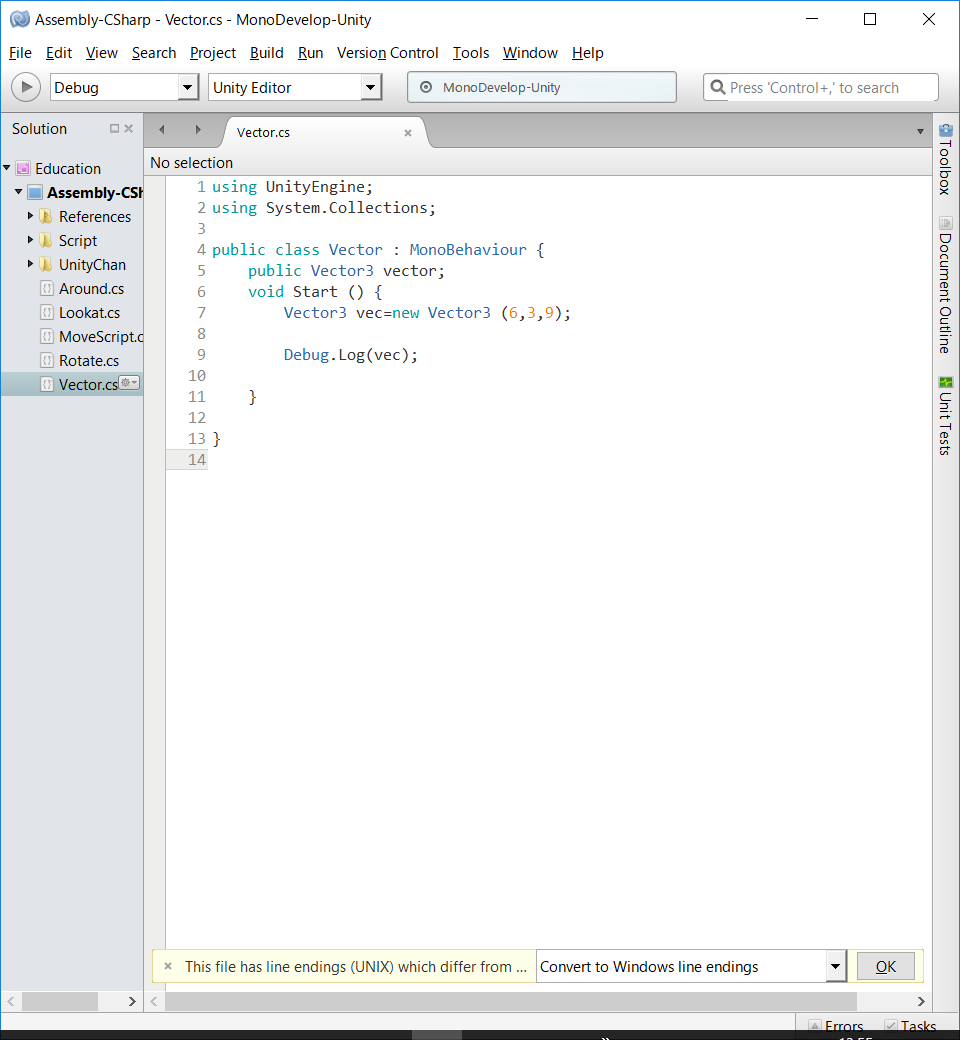 Assembly-CSharp - Vector.cs - MonoDevelop-Unity
File Edit View Search Project Build Run Version Control Tools Window Help
Debug Unity Editor MonoDevelop-Unity Press 'Control+,' to search
Solution
Education
Assembly-CSh
References
Script
UnityChan
Around.cs
Lookat.cs
MoveScript.c
Rotate.cs
Vector.cs
Vector.cs
No selection
1 using UnityEngine;
2 using System.Collections;
3
4 public class Vector : MonoBehaviour {
5 public Vector3 vector;
6 void Start () {
7 Vector3 vec=new Vector3 (6,3,9);
8
9 Debug.Log(vec);
10
11 }
12
13 }
14
This file has line endings (UNIX) which differ from ... Convert to Windows line endings OK
Toolbox
Document Outline
Unit Tests
Errors Tasks